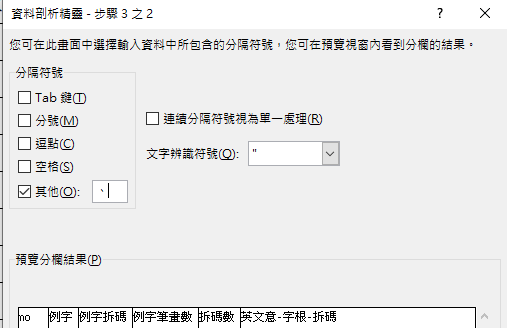 資料剖析精靈 - 步驟 3 之 2
? ×
您可在此畫面中選擇輸入資料中所包含的分隔符號，您可在預覽視窗內看到分欄的結果。
分隔符號
Tab 鍵(T)
分號(M)
逗點(C)
空格(S)
其他(O): 、
連續分隔符號視為單一處理(R)
文字辨識符號(Q): "
預覽分欄結果(P)
mo 例字 例字拆碼 例字筆畫數 拆碼數 英文意-字根-拆碼